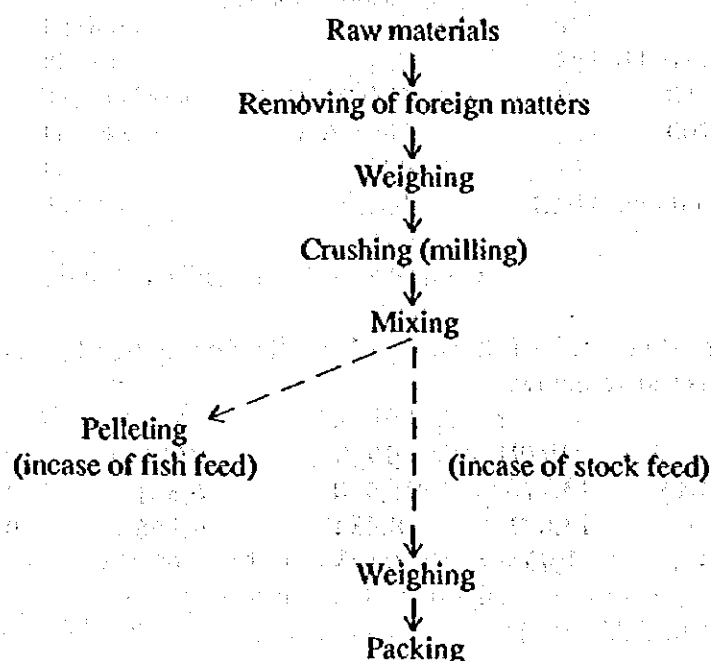 Raw materials
Removing of foreign matters
Weighing
Crushing (milling)
Mixing
Pelleting
(incase of fish feed)
(incase of stock feed)
Weighing
Packing